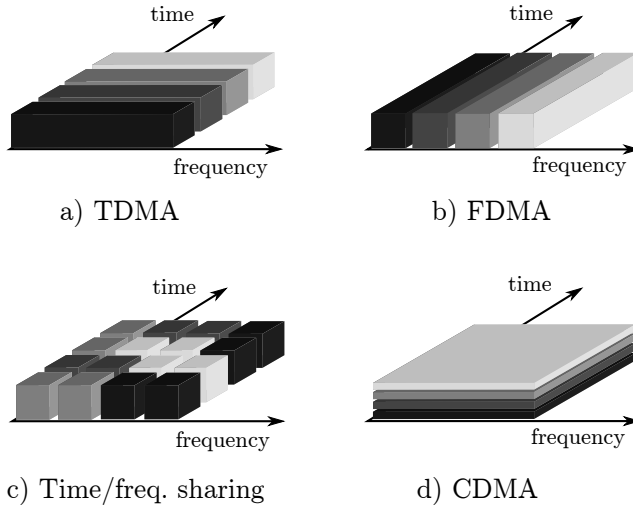 time
frequency
a) TDMA
time
frequency
b) FDMA
time
frequency
c) Time/freq. sharing
time
frequency
d) CDMA